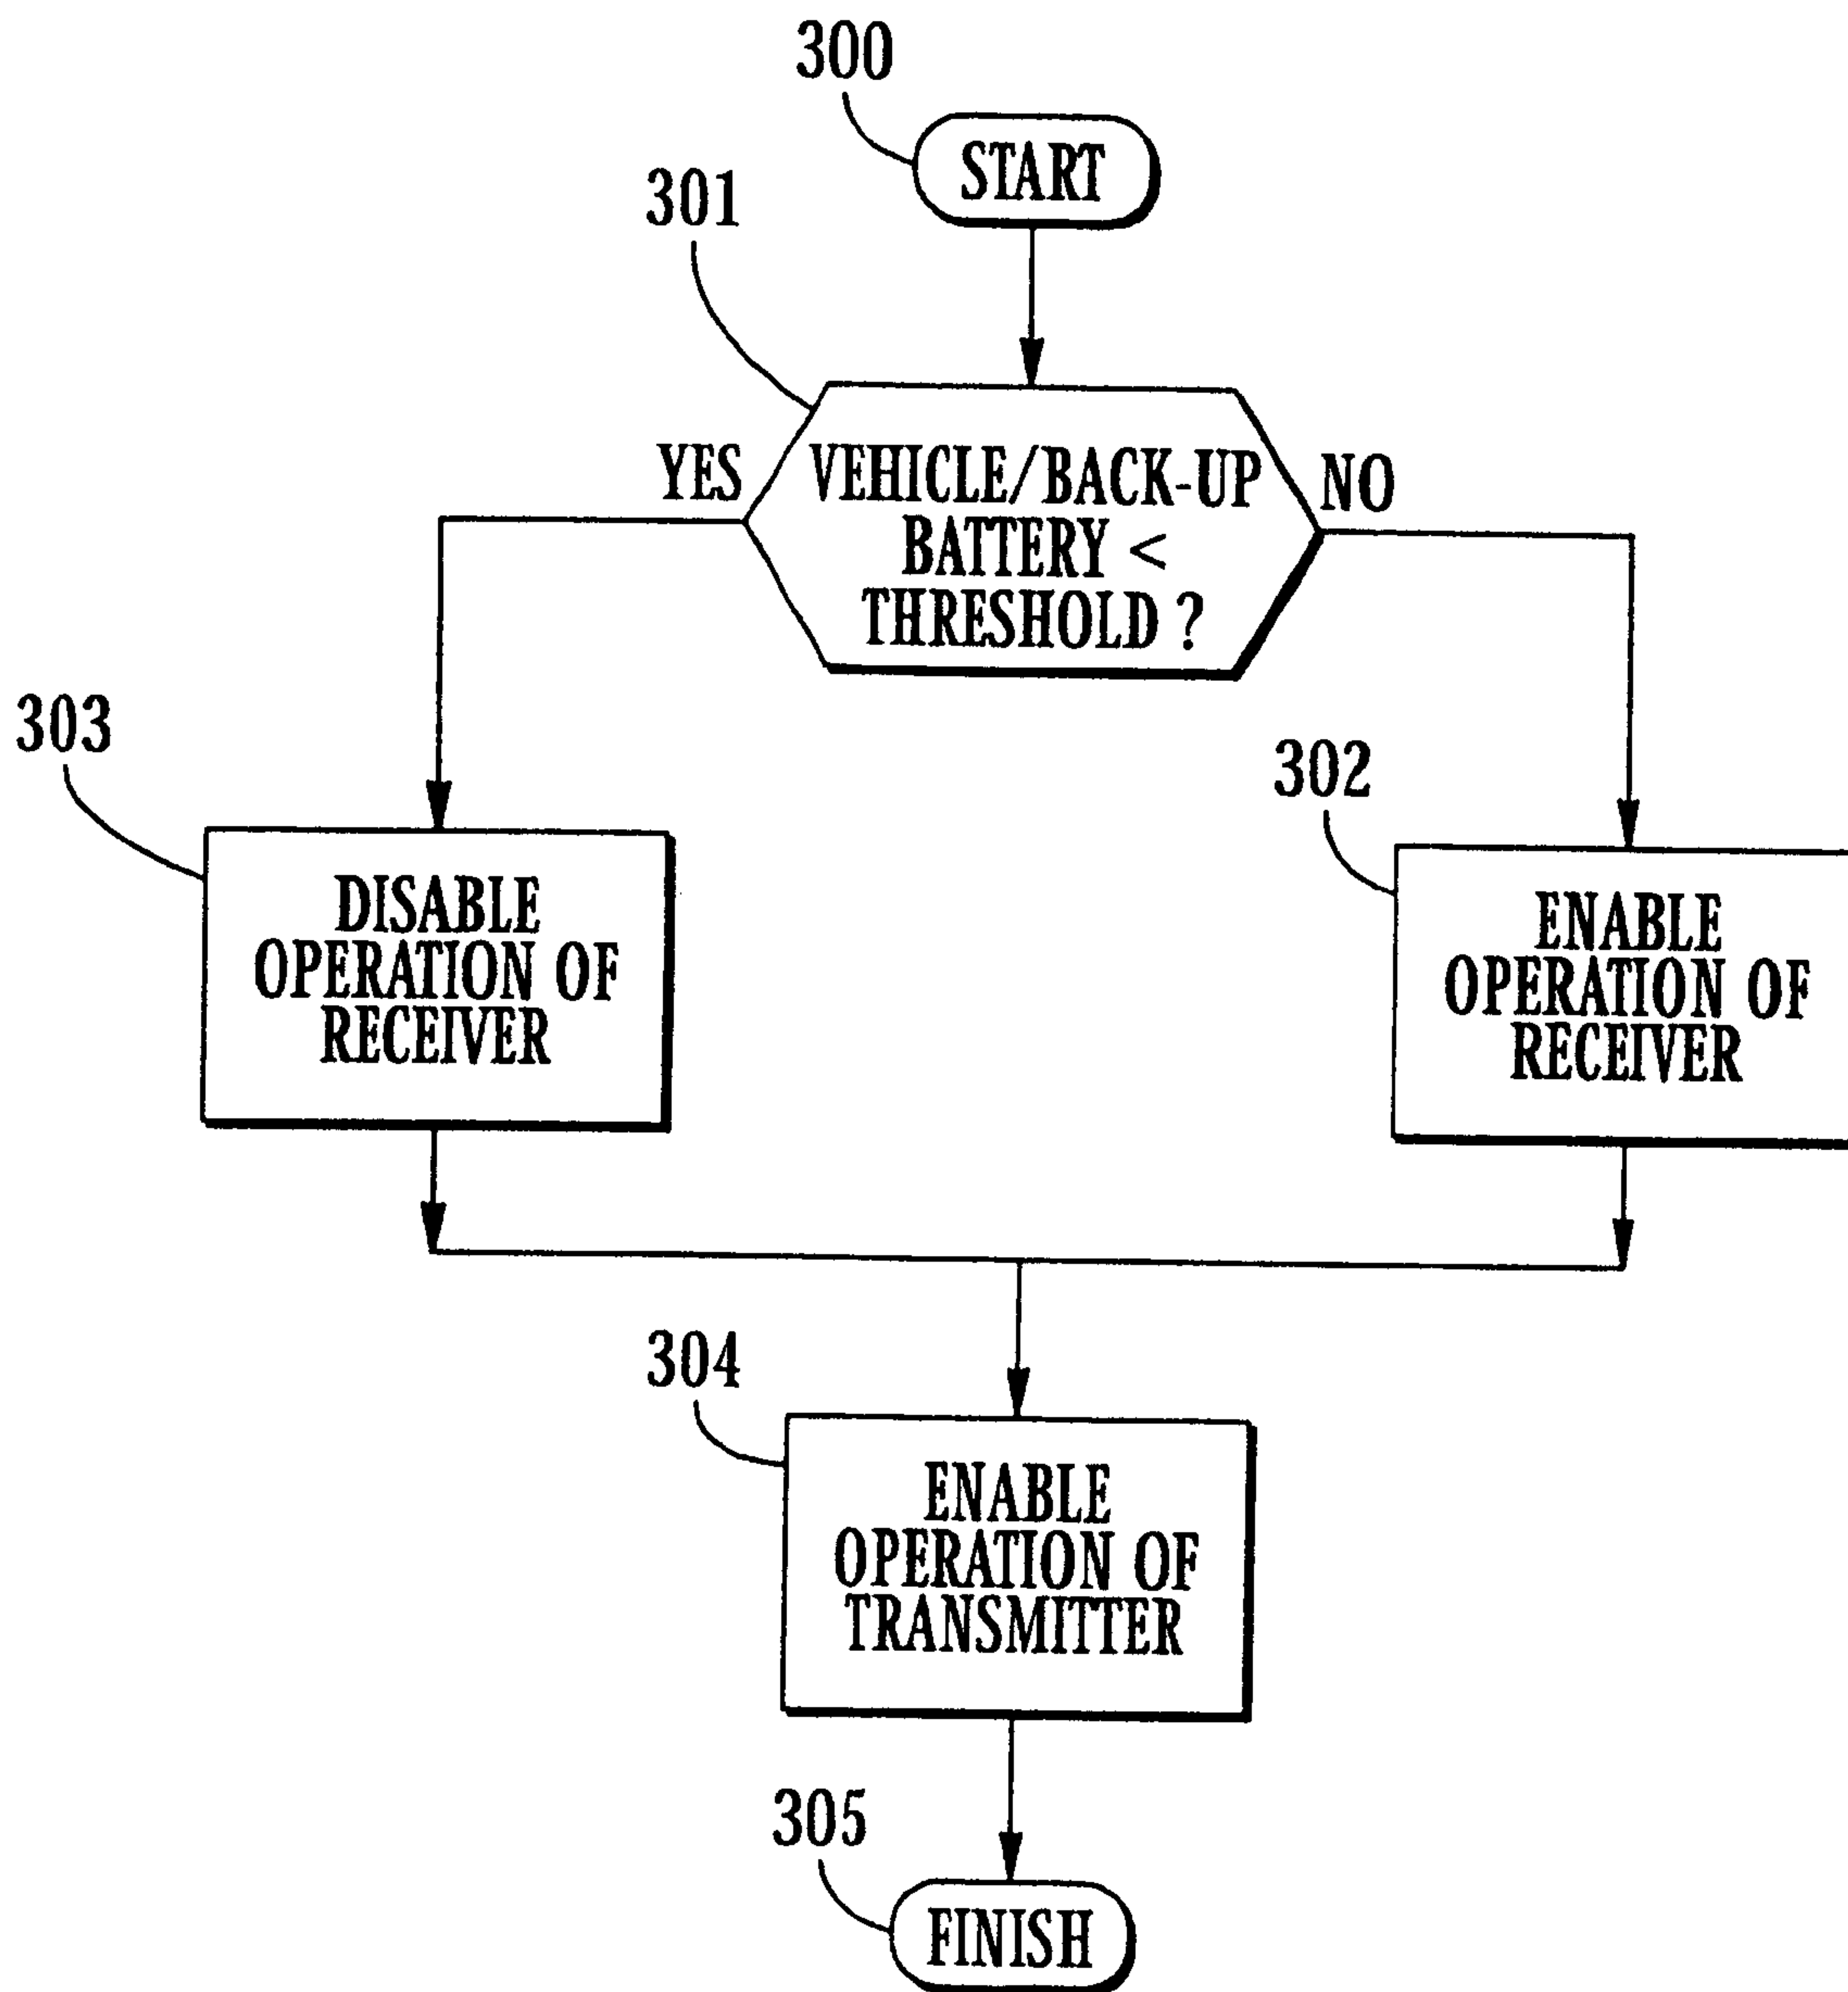 300
START
301
YES
VEHICLE/BACK-UP
BATTERY <
THRESHOLD ?
NO
303
302
DISABLE
OPERATION OF
RECEIVER
ENABLE
OPERATION OF
RECEIVER
304
ENABLE
OPERATION OF
TRANSMITTER
305
FINISH